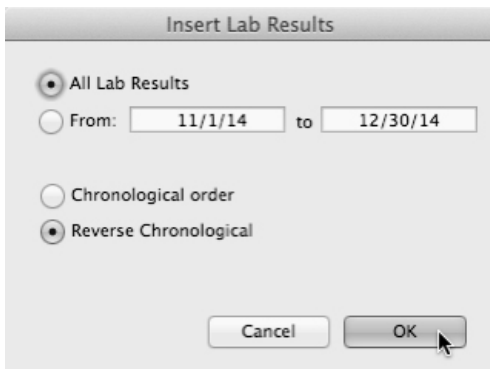 Insert Lab Results
All Lab Results
From: 11/1/14 to 12/30/14
Chronological order
Reverse Chronological
Cancel OK